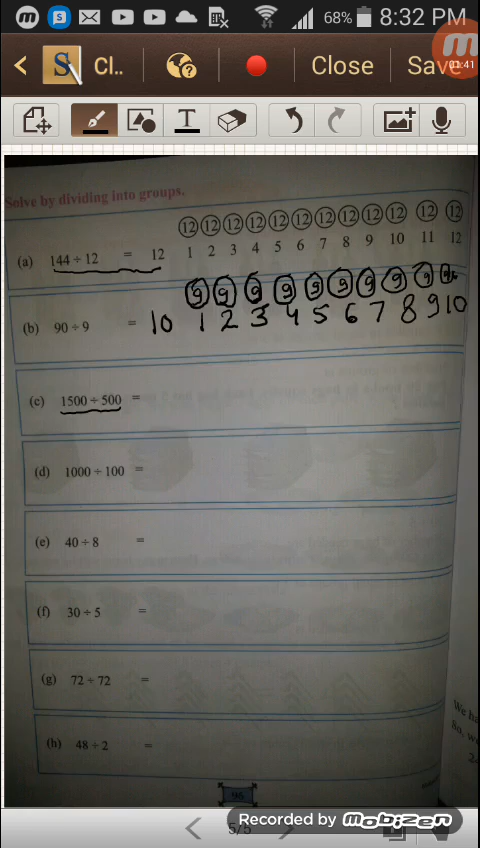 68% 8:32 PM
S Cl.. Close Save
01:41
T
Solve by dividing into groups.
12 12 12 12 12 12 12 12 12 12 12 12
(a) 144 ÷ 12 = 12 1 2 3 4 5 6 7 8 9 10 11 12
9 9 9 9 9 9 9 9 9
(b) 90 ÷ 9 = 10 1 2 3 4 5 6 7 8 9 10
(c) 1500 ÷ 500 =
(d) 1000 ÷ 100 =
(e) 40 ÷ 8 =
(f) 30 ÷ 5 =
(g) 72 ÷ 72 =
(h) 48 ÷ 2 =
We ha
8o, w
96
5/5
Recorded by Mobizen